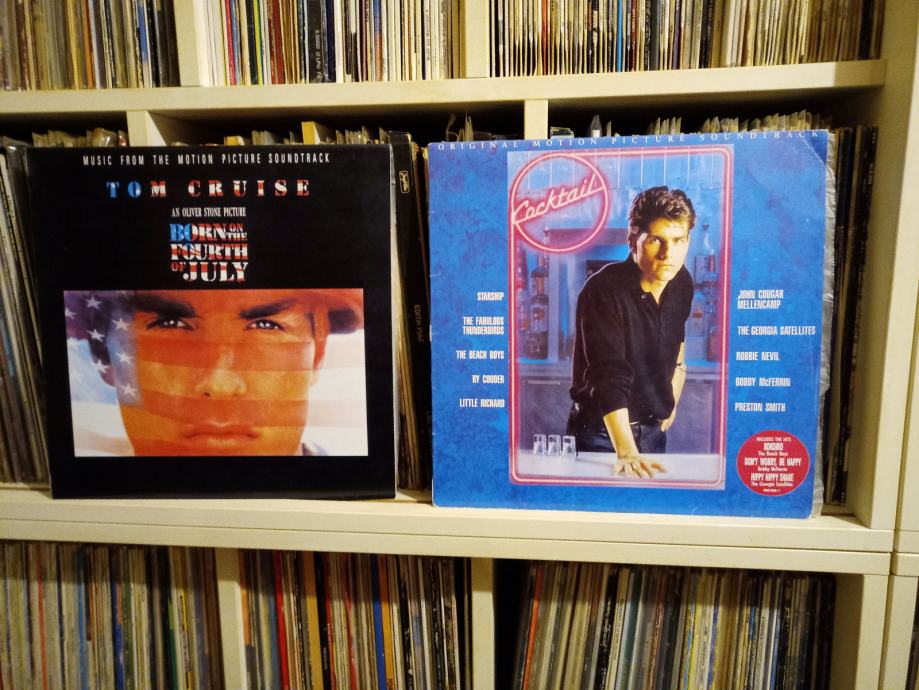 MUSIC FROM THE MOTION PICTURE SOUNDTRACK
TOM CRUISE
AN OLIVER STONE PICTURE
BORN ON
THE
FOURTH
OF JULY
ORIGINAL MOTION PICTURE SOUNDTRACK
Cocktail
STARSHIP
THE FABULOUS
THUNDERBIRDS
THE BEACH BOYS
RY COODER
LITTLE RICHARD
JOHN COUGAR
MELLENCAMP
THE GEORGIA SATELLITES
ROBBIE NEVIL
BOBBY McFERRIN
PRESTON SMITH
INCLUDES THE HITS
KOKOMO
The Beach Boys
DON'T WORRY, BE HAPPY
Bobby McFerrin
HIPPY HIPPY SHAKE
The Georgia Satellites
EDITH PIAF